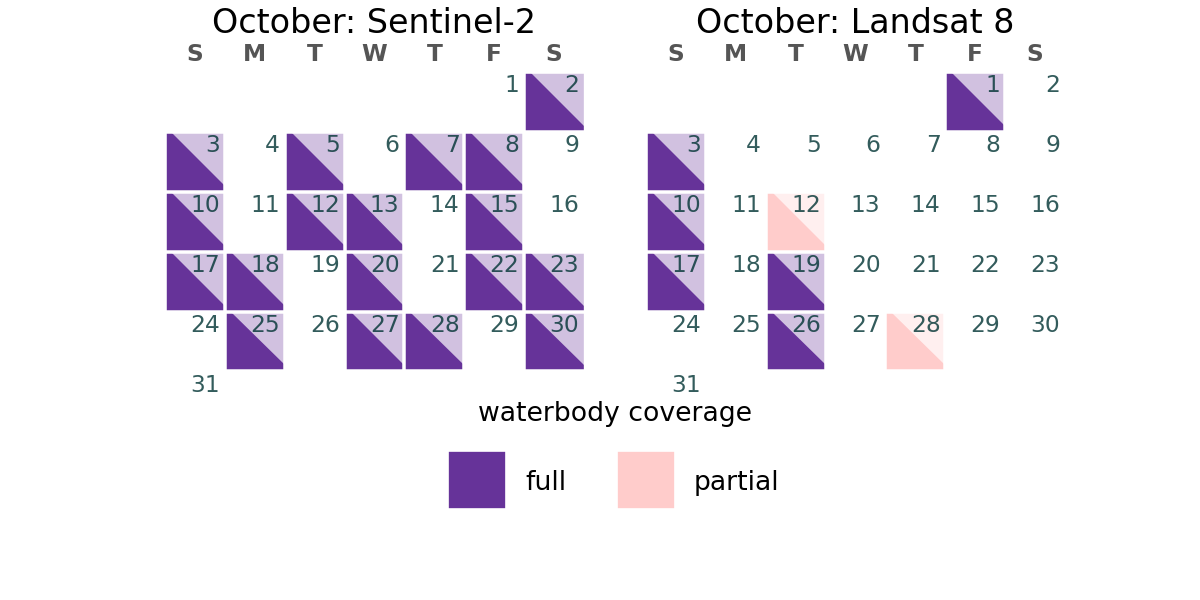 October: Sentinel-2
S M T W T F S
1 2
3 4 5 6 7 8 9
10 11 12 13 14 15 16
17 18 19 20 21 22 23
24 25 26 27 28 29 30
31
October: Landsat 8
S M T W T F S
1 2
3 4 5 6 7 8 9
10 11 12 13 14 15 16
17 18 19 20 21 22 23
24 25 26 27 28 29 30
31
waterbody coverage
full
partial